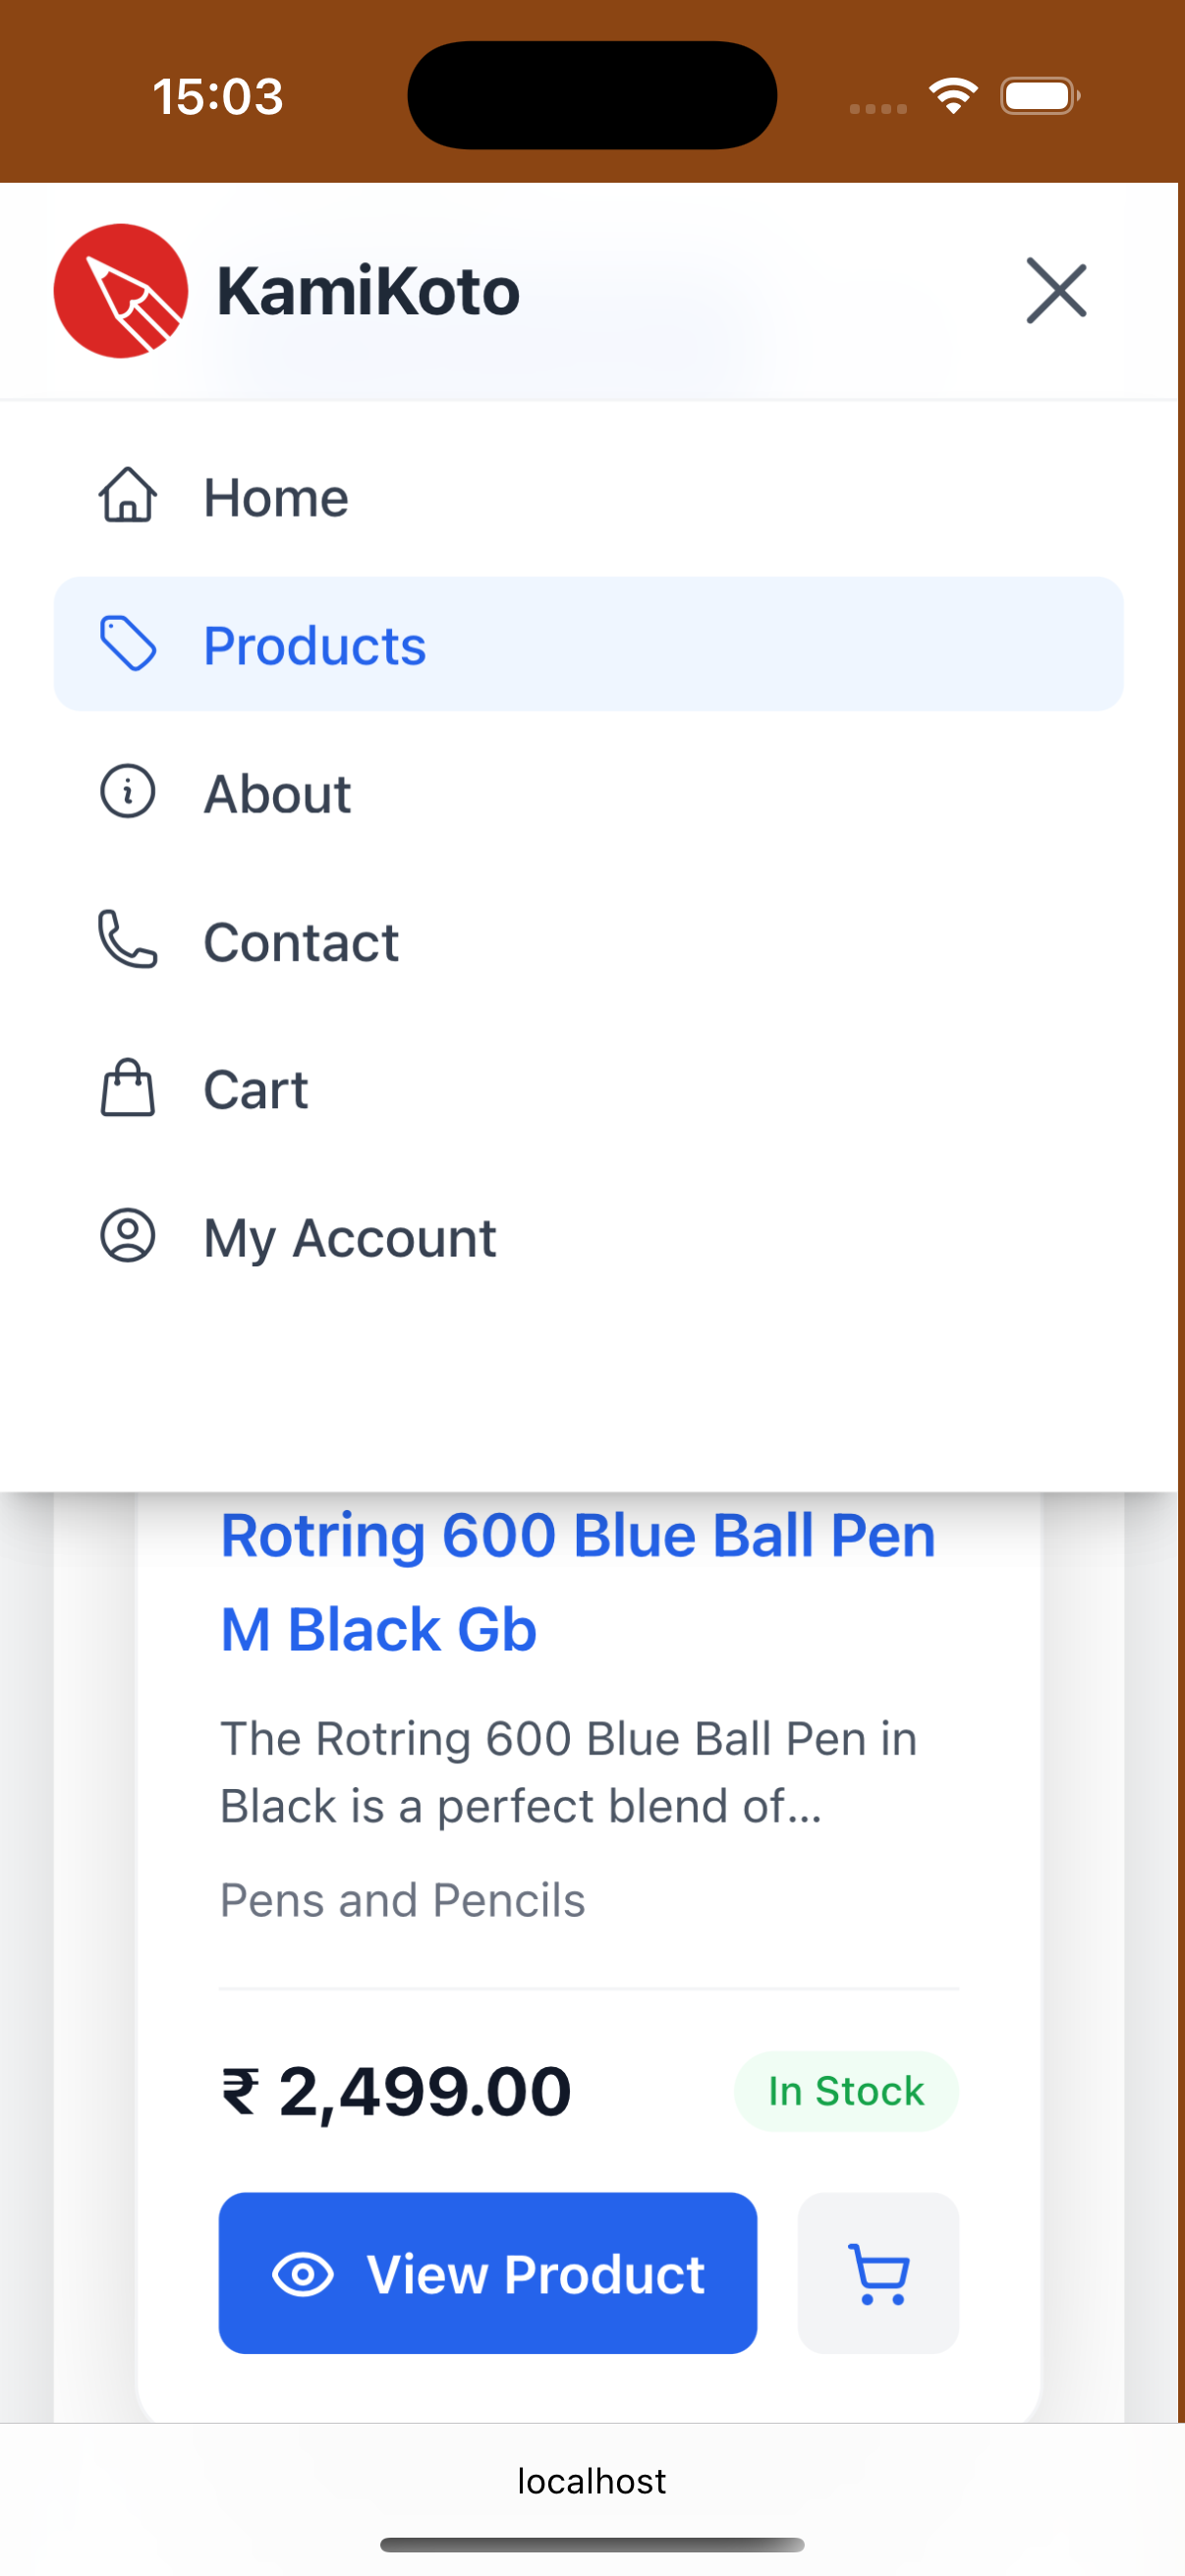 15:03
KamiKoto
Home
Products
About
Contact
Cart
My Account
Rotring 600 Blue Ball Pen
M Black Gb
The Rotring 600 Blue Ball Pen in
Black is a perfect blend of...
Pens and Pencils
₹ 2,499.00
In Stock
View Product
localhost